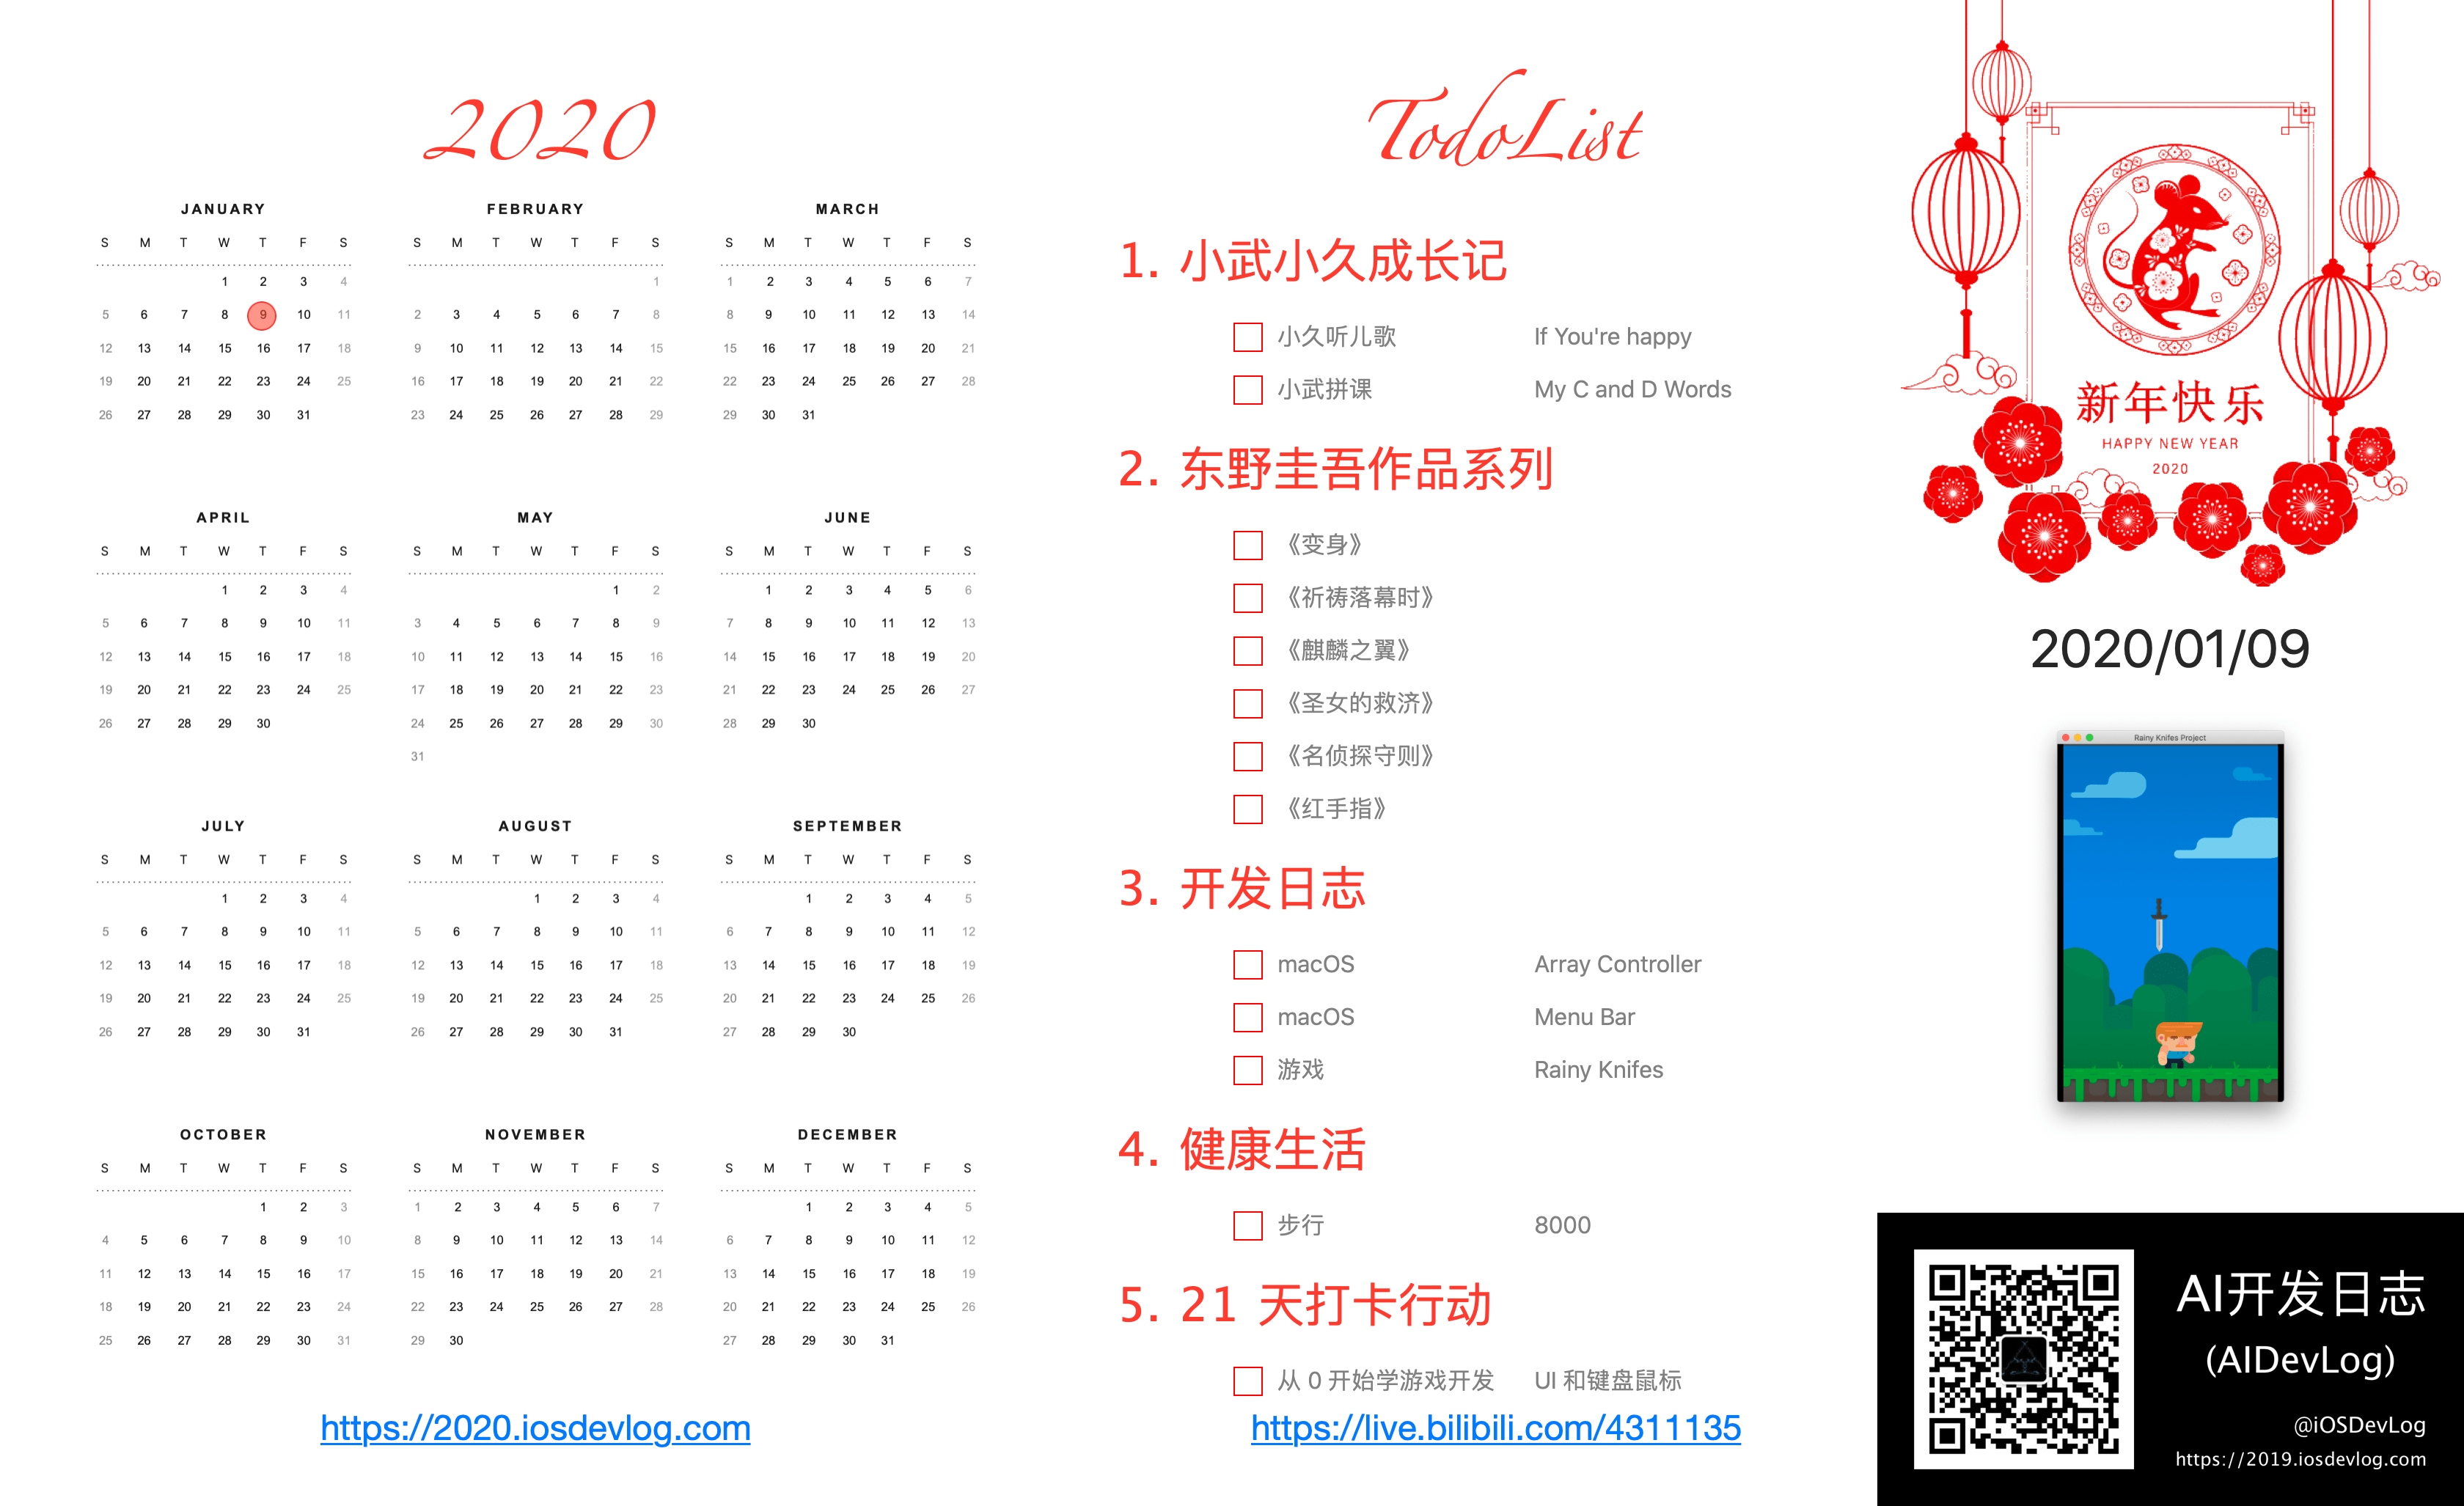 2020
JANUARY FEBRUARY MARCH
S M T W T F S S M T W T F S S M T W T F S
1 2 3 4 1 1 2 3 4 5 6 7
5 6 7 8 9 10 11 2 3 4 5 6 7 8 8 9 10 11 12 13 14
12 13 14 15 16 17 18 9 10 11 12 13 14 15 15 16 17 18 19 20 21
19 20 21 22 23 24 25 16 17 18 19 20 21 22 22 23 24 25 26 27 28
26 27 28 29 30 31 23 24 25 26 27 28 29 29 30 31
APRIL MAY JUNE
S M T W T F S S M T W T F S S M T W T F S
1 2 3 4 1 2 1 2 3 4 5 6
5 6 7 8 9 10 11 3 4 5 6 7 8 9 7 8 9 10 11 12 13
12 13 14 15 16 17 18 10 11 12 13 14 15 16 14 15 16 17 18 19 20
19 20 21 22 23 24 25 17 18 19 20 21 22 23 21 22 23 24 25 26 27
26 27 28 29 30 24 25 26 27 28 29 30 28 29 30
31
JULY AUGUST SEPTEMBER
S M T W T F S S M T W T F S S M T W T F S
1 2 3 4 1 2 3 4 1 2 3 4 5
5 6 7 8 9 10 11 5 6 7 8 9 10 11 6 7 8 9 10 11 12
12 13 14 15 16 17 18 12 13 14 15 16 17 18 13 14 15 16 17 18 19
19 20 21 22 23 24 25 19 20 21 22 23 24 25 20 21 22 23 24 25 26
26 27 28 29 30 31 26 27 28 29 30 31 27 28 29 30
OCTOBER NOVEMBER DECEMBER
S M T W T F S S M T W T F S S M T W T F S
1 2 3 1 2 3 4 5 6 7 1 2 3 4 5
4 5 6 7 8 9 10 8 9 10 11 12 13 14 6 7 8 9 10 11 12
11 12 13 14 15 16 17 15 16 17 18 19 20 21 13 14 15 16 17 18 19
18 19 20 21 22 23 24 22 23 24 25 26 27 28 20 21 22 23 24 25 26
25 26 27 28 29 30 31 29 30 27 28 29 30 31
https://2020.iosdevlog.com
TodoList
1. 小武小久成长记
小久听儿歌 If You're happy
小武拼课 My C and D Words
2. 东野圭吾作品系列
《变身》
《祈祷落幕时》
《麒麟之翼》
《圣女的救济》
《名侦探守则》
《红手指》
3. 开发日志
macOS Array Controller
macOS Menu Bar
游戏 Rainy Knifes
4. 健康生活
步行 8000
5. 21 天打卡行动
从 0 开始学游戏开发 UI 和键盘鼠标
https://live.bilibili.com/4311135
新年快乐
HAPPY NEW YEAR
2020
2020/01/09
Rainy Knifes Project
AI开发日志
(AIDevLog)
@iOSDevLog
https://2019.iosdevlog.com